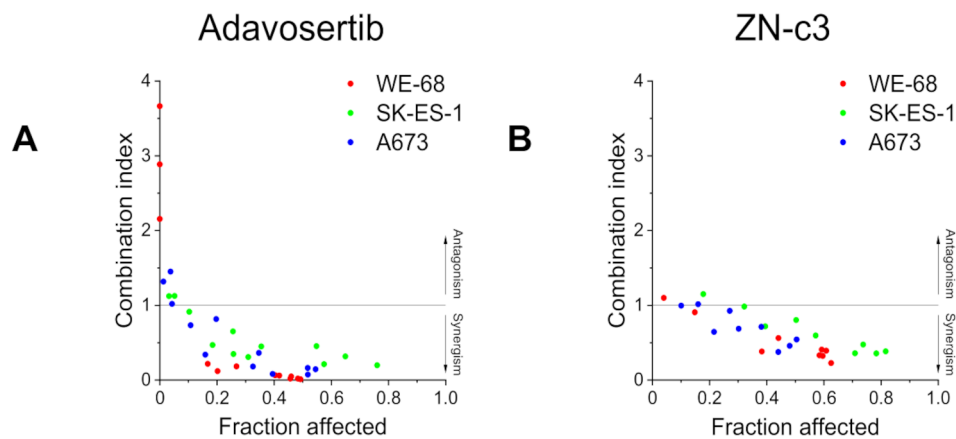 Adavosertib
ZN-c3
A
B
WE-68
SK-ES-1
A673
WE-68
SK-ES-1
A673
Combination index
4
3
2
1
0
0 0.2 0.4 0.6 0.8 1.0
Fraction affected
Antagonism
Synergism
Combination index
4
3
2
1
0
0 0.2 0.4 0.6 0.8 1.0
Fraction affected
Antagonism
Synergism